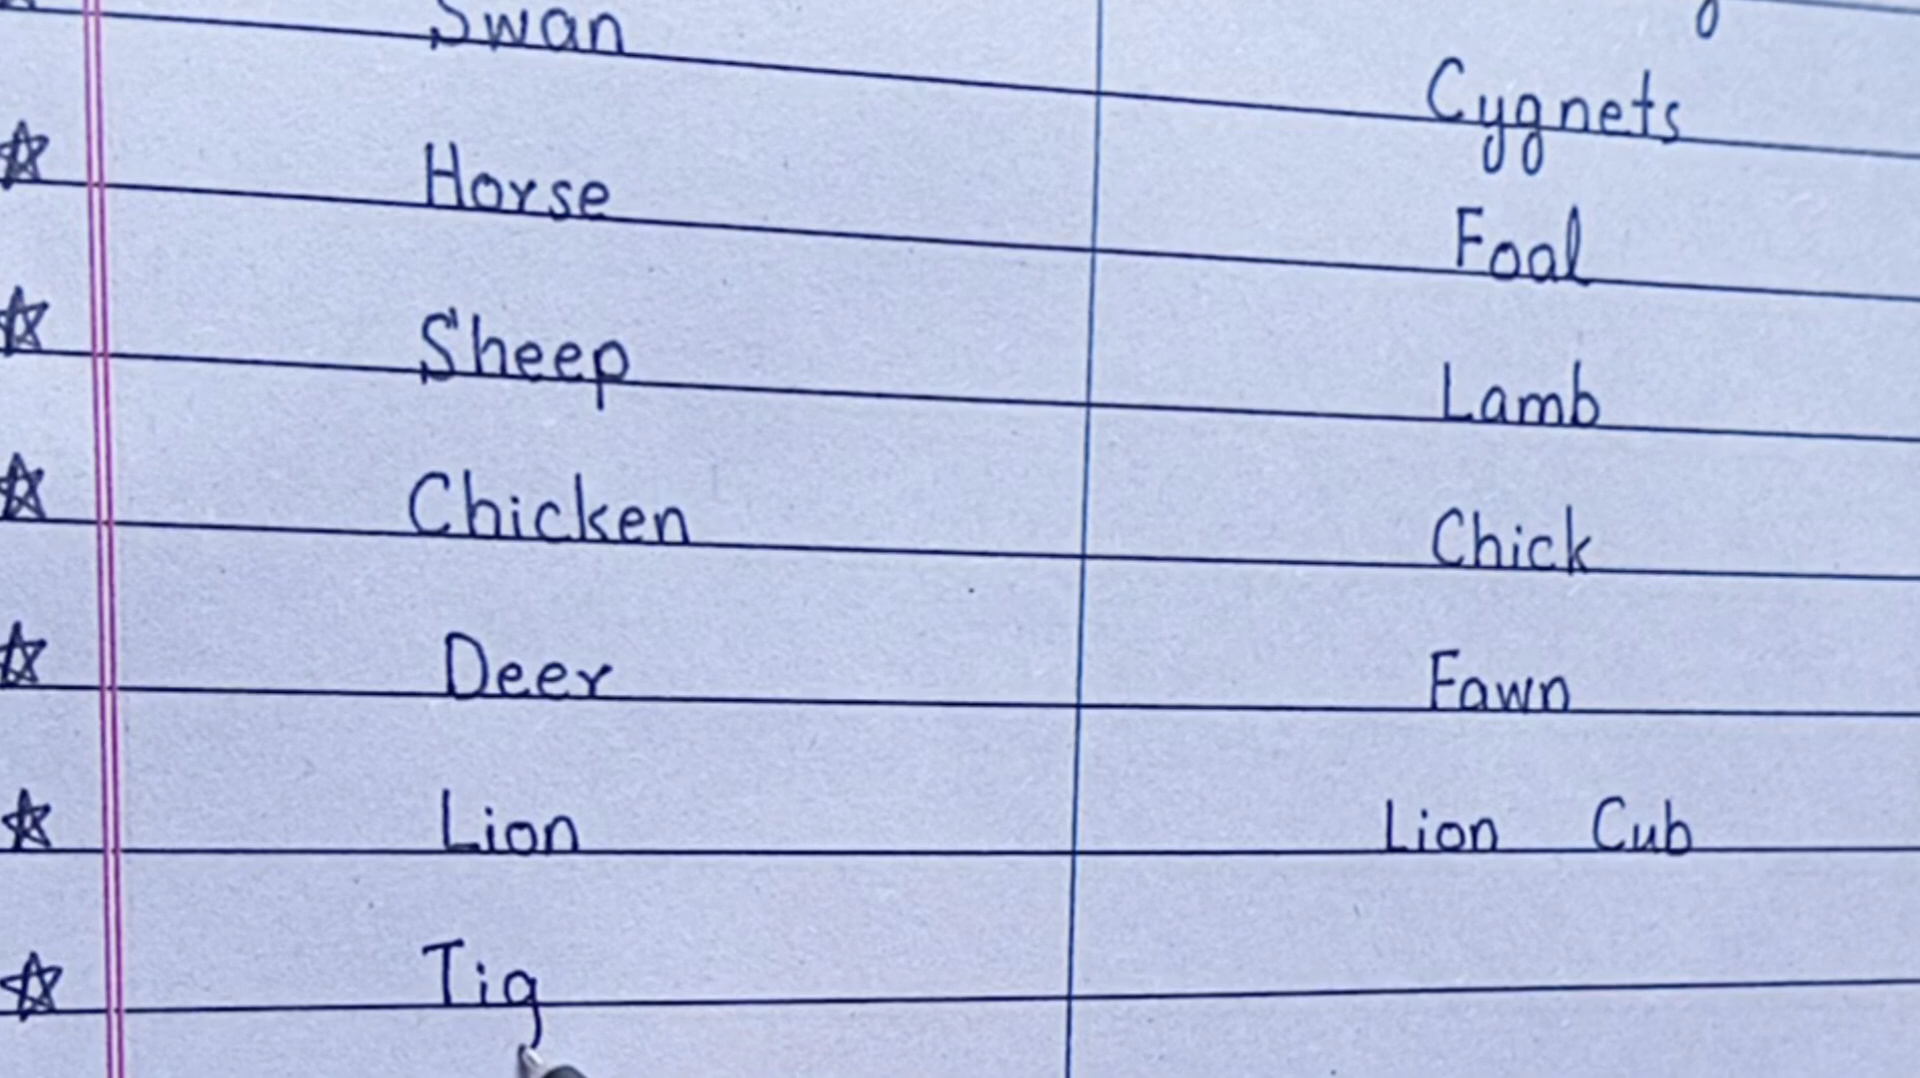 Swan Cygnets
Horse Foal
Sheep Lamb
Chicken Chick
Deer Fawn
Lion Lion Cub
Tig